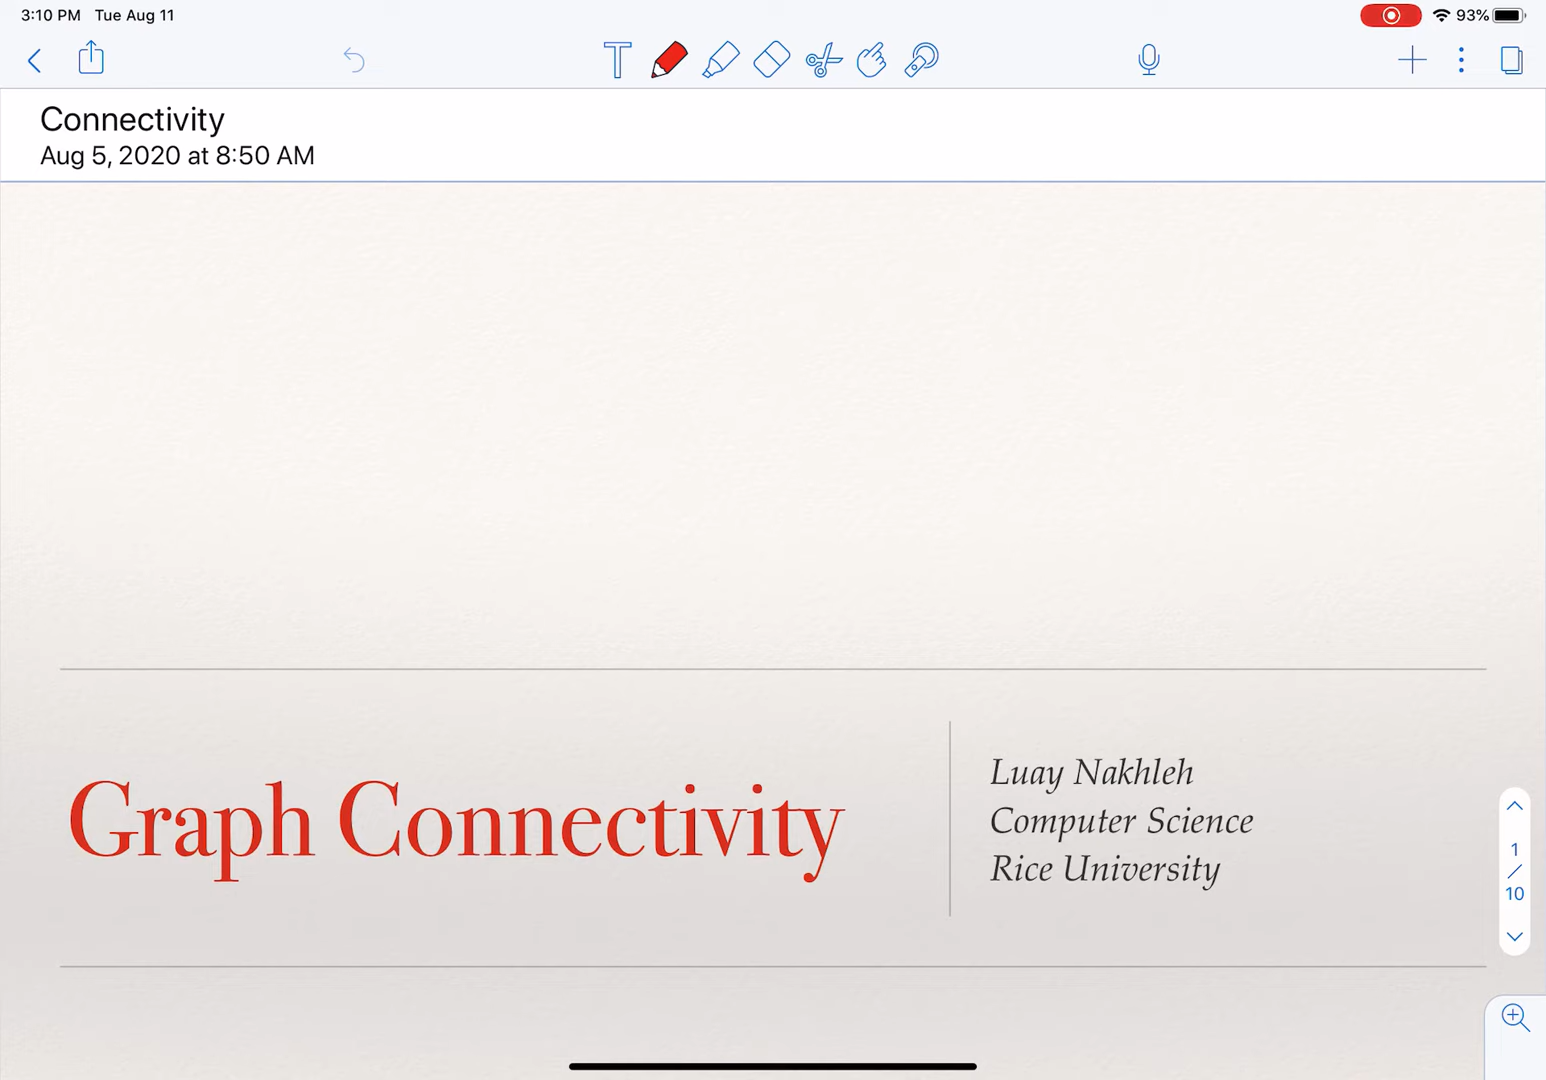 3:10 PM Tue Aug 11
93%
Connectivity
Aug 5, 2020 at 8:50 AM
Graph Connectivity
Luay Nakhleh
Computer Science
Rice University
1
/
10